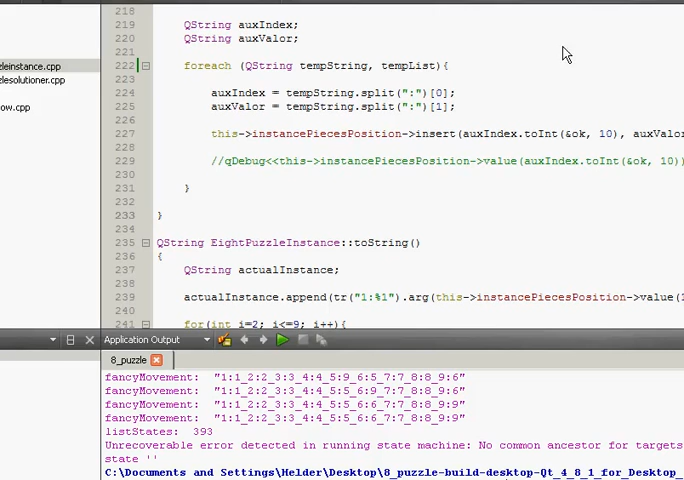 218
219 QString auxIndex;
220 QString auxValor;
221
zleinstance.cpp 222 foreach (QString tempString, tempList){
zlesolutioner.cpp 223
224 auxIndex = tempString.split(":")[0];
ow.cpp 225 auxValor = tempString.split(":")[1];
226
227 this->instancePiecesPosition->insert(auxIndex.toInt(&ok, 10), auxValor
228
229 //qDebug<<this->instancePiecesPosition->value(auxIndex.toInt(&ok, 10))
230
231 }
232
233 }
234
235 QString EightPuzzleInstance::toString()
236 {
237 QString actualInstance;
238
239 actualInstance.append(tr("1:%1").arg(this->instancePiecesPosition->value(1
241 for(int i=2; i<=9; i++){
Application Output
8_puzzle
fancyMovement: "1:1_2:2_3:3_4:4_5:9_6:5_7:7_8:8_9:6"
fancyMovement: "1:1_2:2_3:3_4:4_5:5_6:9_7:7_8:8_9:6"
fancyMovement: "1:1_2:2_3:3_4:4_5:5_6:6_7:7_8:8_9:9"
fancyMovement: "1:1_2:2_3:3_4:4_5:5_6:6_7:7_8:8_9:9"
listStates: 393
Unrecoverable error detected in running state machine: No common ancestor for targets
state ''
C:\Documents and Settings\Helder\Desktop\8_puzzle-build-desktop-Qt_4_8_1_for_Desktop_